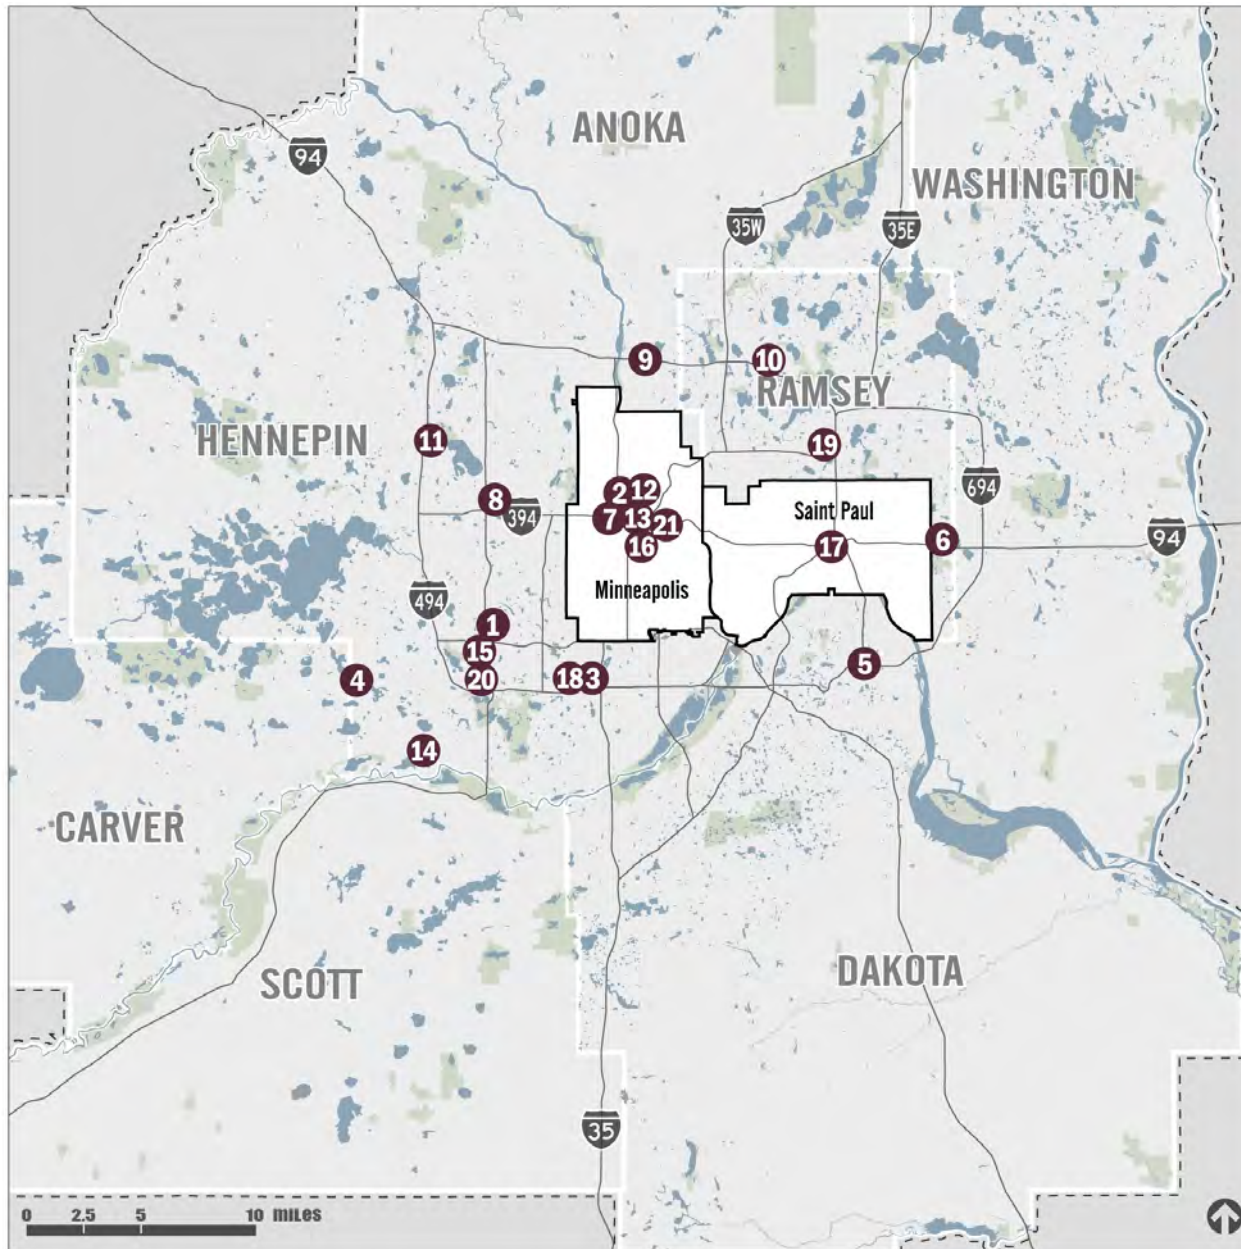 ANOKA
94
WASHINGTON
35W
35E
9
10
RAMSEY
HENNEPIN
11
19
8
394
2
12
694
7
13
21
Saint Paul
6
94
16
17
494
Minneapolis
1
15
5
4
20
18
3
14
CARVER
SCOTT
DAKOTA
35
0 2.5 5 10 MILES